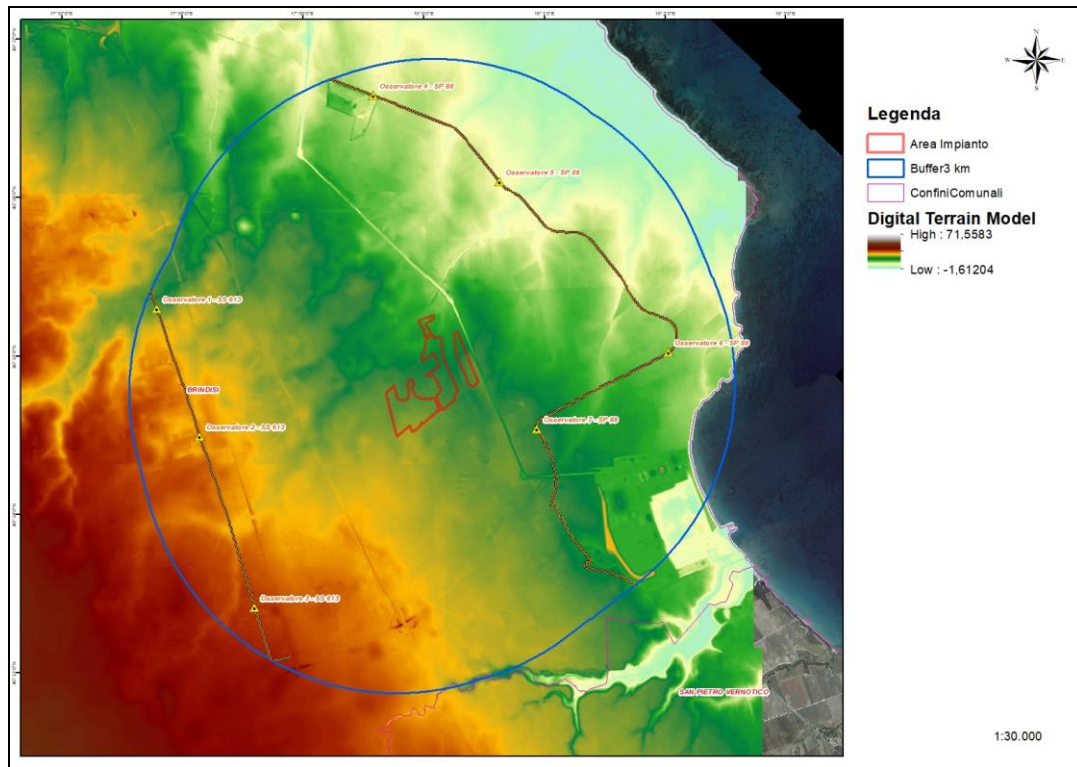 Osservatore 4 - SP 88
Osservatore 5 - SP 88
Osservatore 1 - SS 613
Osservatore 6 - SP 88
BRINDISI
Osservatore 7 - SP 88
Osservatore 2 - SS 613
Osservatore 3 - SS 613
SAN PIETRO VERNOTICO
N
W
E
S
Legenda
Area Impianto
Buffer3 km
ConfiniComunali
Digital Terrain Model
High : 71,5583
Low : -1,61204
1:30.000